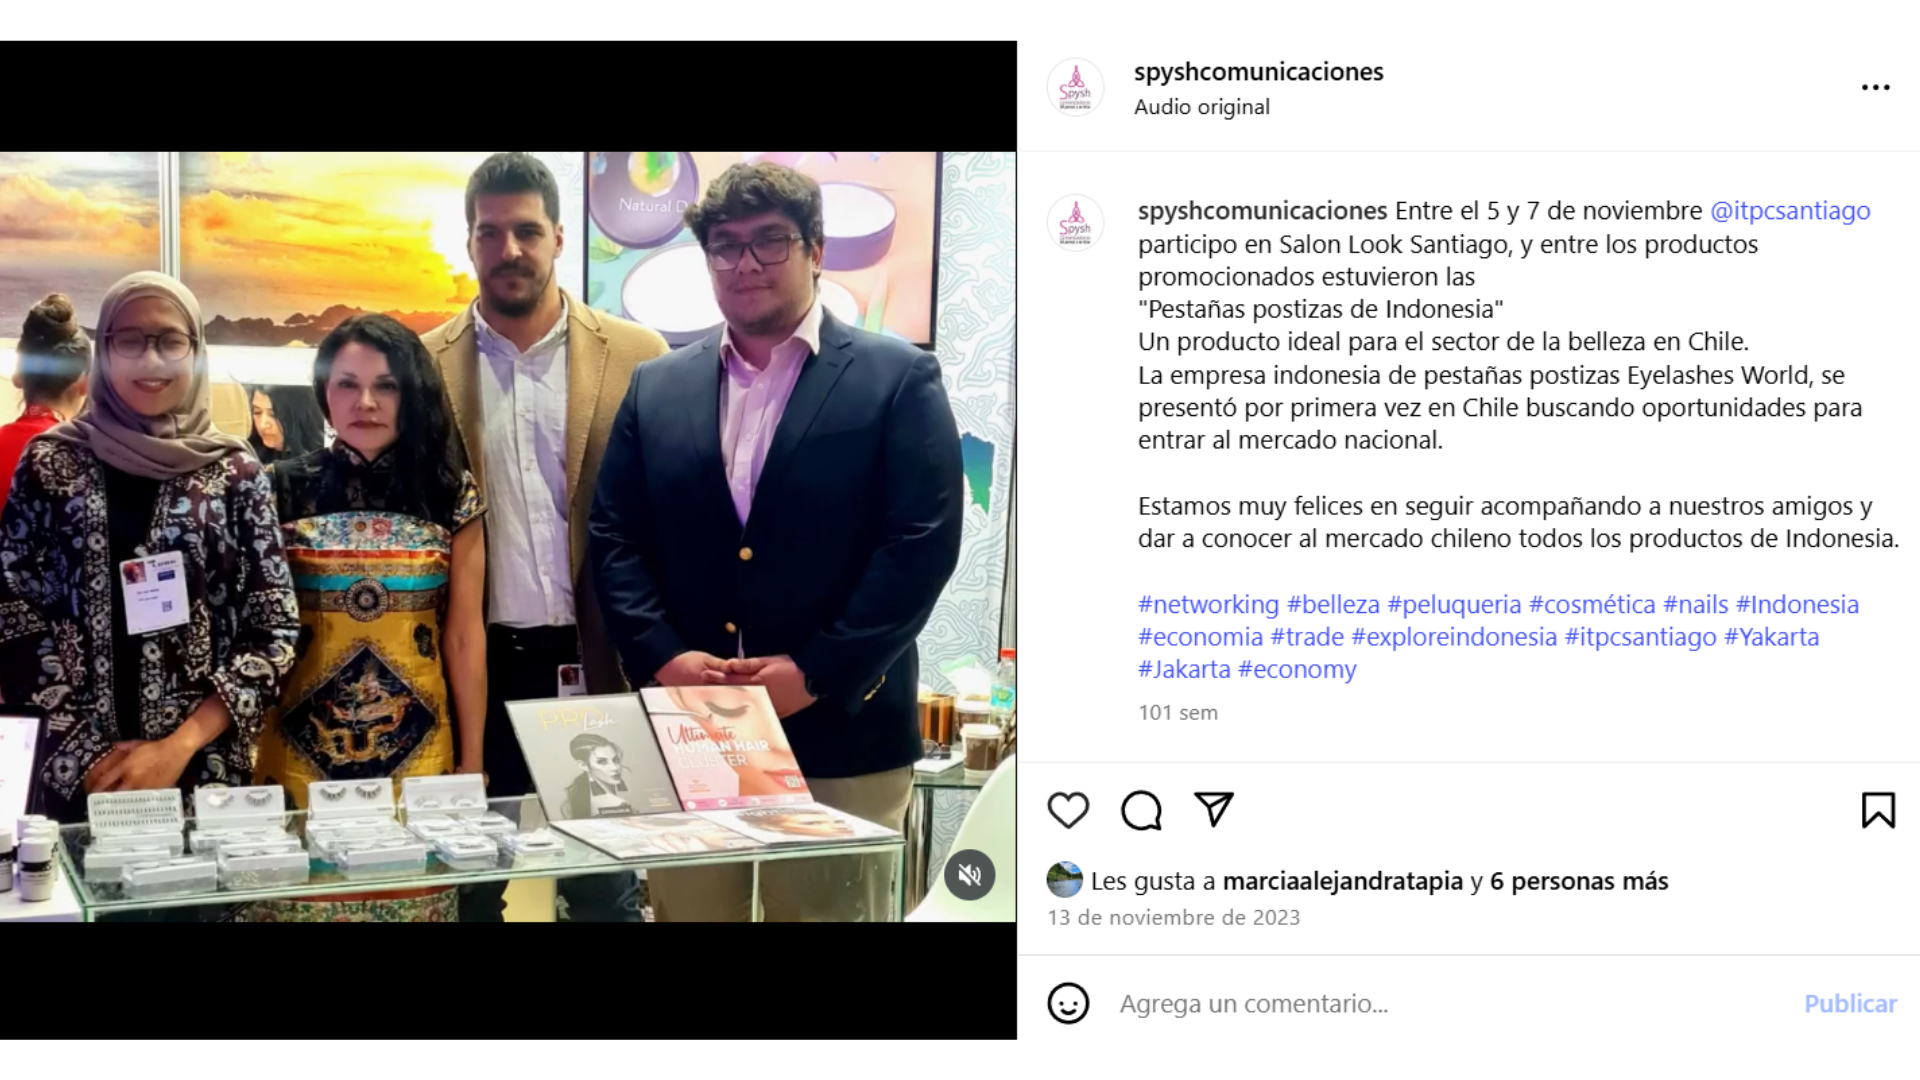 Natural D
PRO Lash
Ultimate
HUMAN HAIR
CLUSTER
Spysh
spyshcomunicaciones
Audio original
Spysh
spyshcomunicaciones Entre el 5 y 7 de noviembre @itpcsantiago
participo en Salon Look Santiago, y entre los productos
promocionados estuvieron las
"Pestañas postizas de Indonesia"
Un producto ideal para el sector de la belleza en Chile.
La empresa indonesia de pestañas postizas Eyelashes World, se
presentó por primera vez en Chile buscando oportunidades para
entrar al mercado nacional.
Estamos muy felices en seguir acompañando a nuestros amigos y
dar a conocer al mercado chileno todos los productos de Indonesia.
#networking #belleza #peluqueria #cosmética #nails #Indonesia
#economia #trade #exploreindonesia #itpcsantiago #Yakarta
#Jakarta #economy
101 sem
Les gusta a marciaalejandratapia y 6 personas más
13 de noviembre de 2023
Agrega un comentario...
Publicar